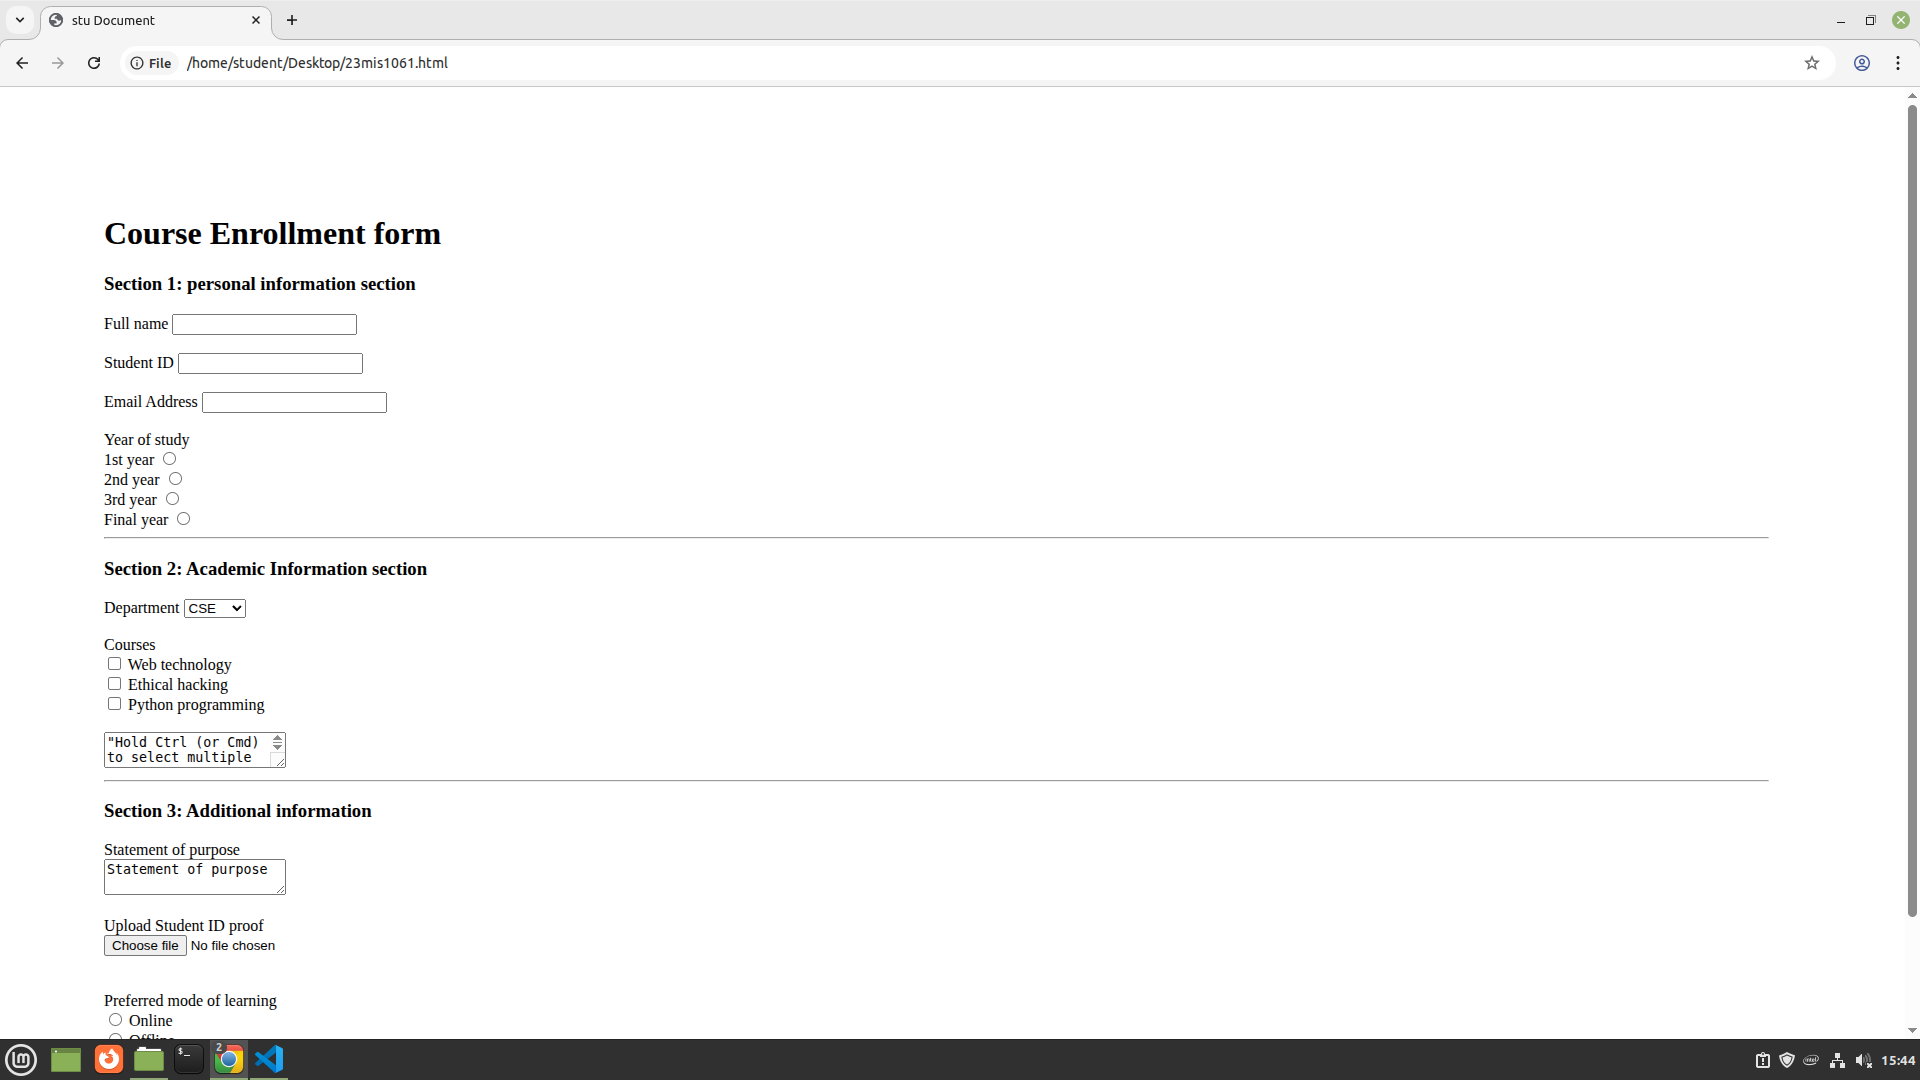 stu Document
File
/home/student/Desktop/23mis1061.html
Course Enrollment form
Section 1: personal information section
Full name
Student ID
Email Address
Year of study
1st year
2nd year
3rd year
Final year
Section 2: Academic Information section
Department CSE
Courses
Web technology
Ethical hacking
Python programming
"Hold Ctrl (or Cmd)
to select multiple
Section 3: Additional information
Statement of purpose
Statement of purpose
Upload Student ID proof
Choose file No file chosen
Preferred mode of learning
Online
Offline
$_
2
15:44